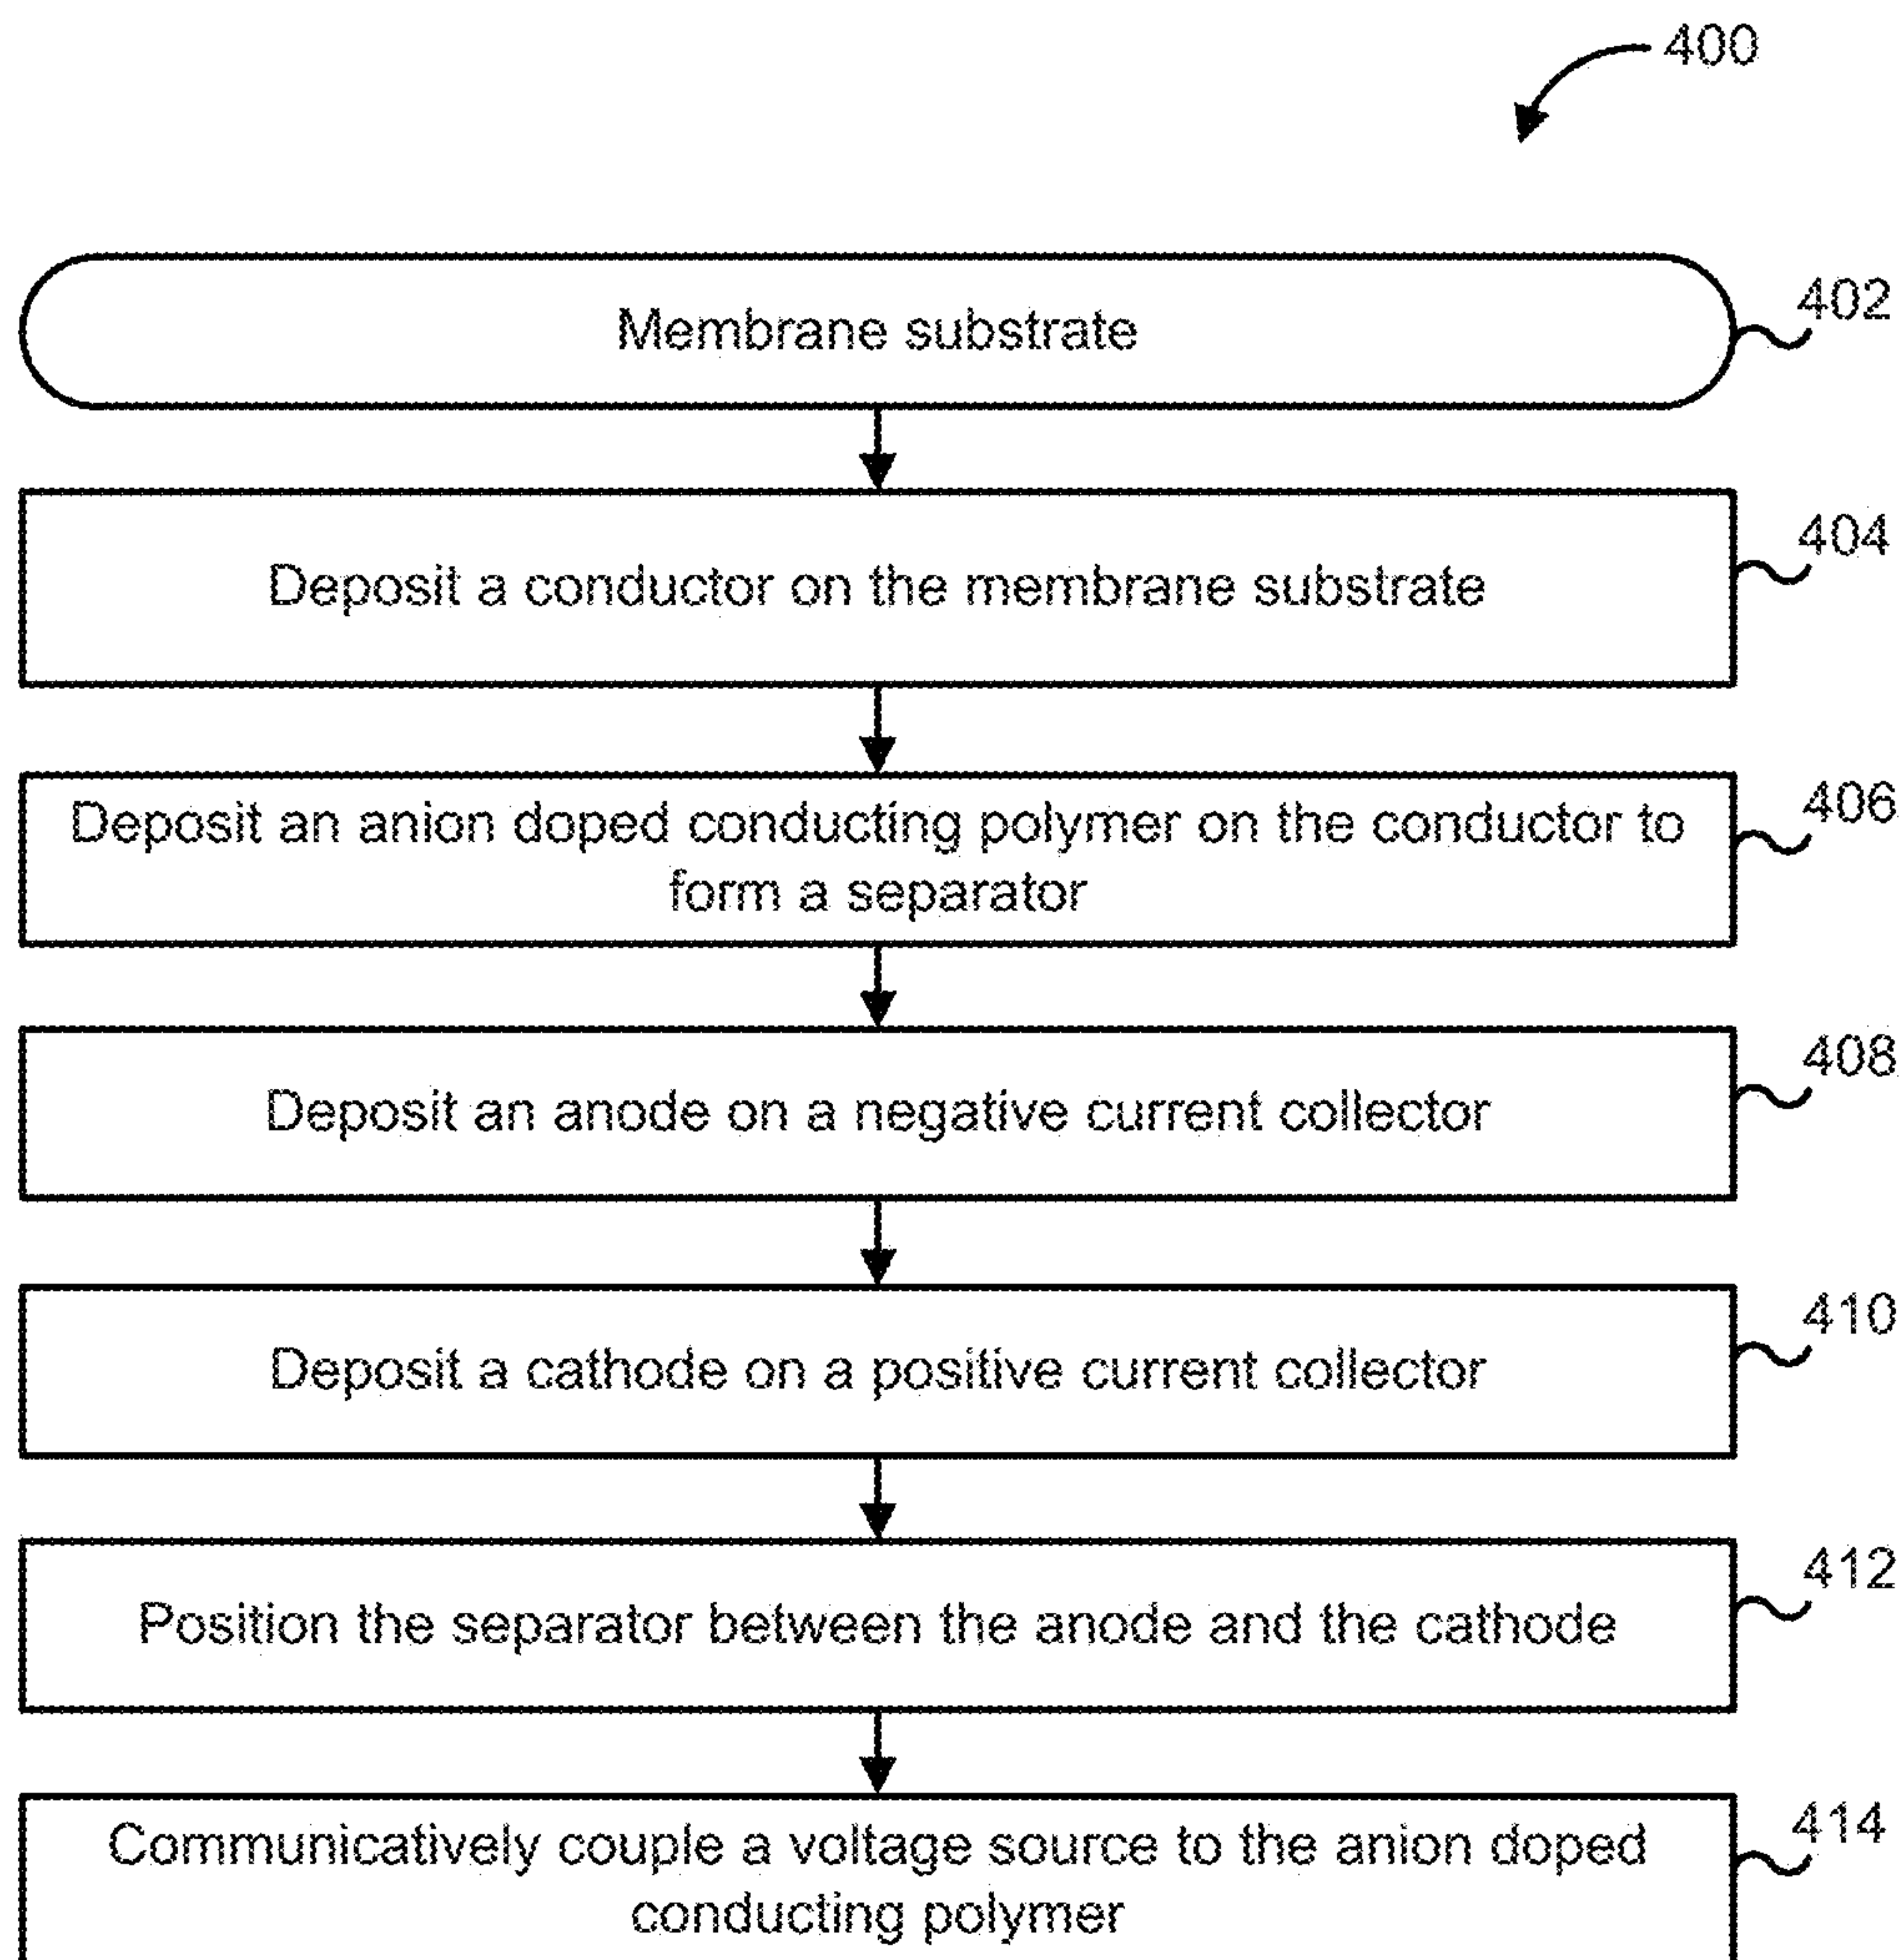 400
Membrane substrate
402
Deposit a conductor on the membrane substrate
404
Deposit an anion doped conducting polymer on the conductor to
form a separator
406
Deposit an anode on a negative current collector
408
Deposit a cathode on a positive current collector
410
Position the separator between the anode and the cathode
412
Communicatively couple a voltage source to the anion doped
conducting polymer
414